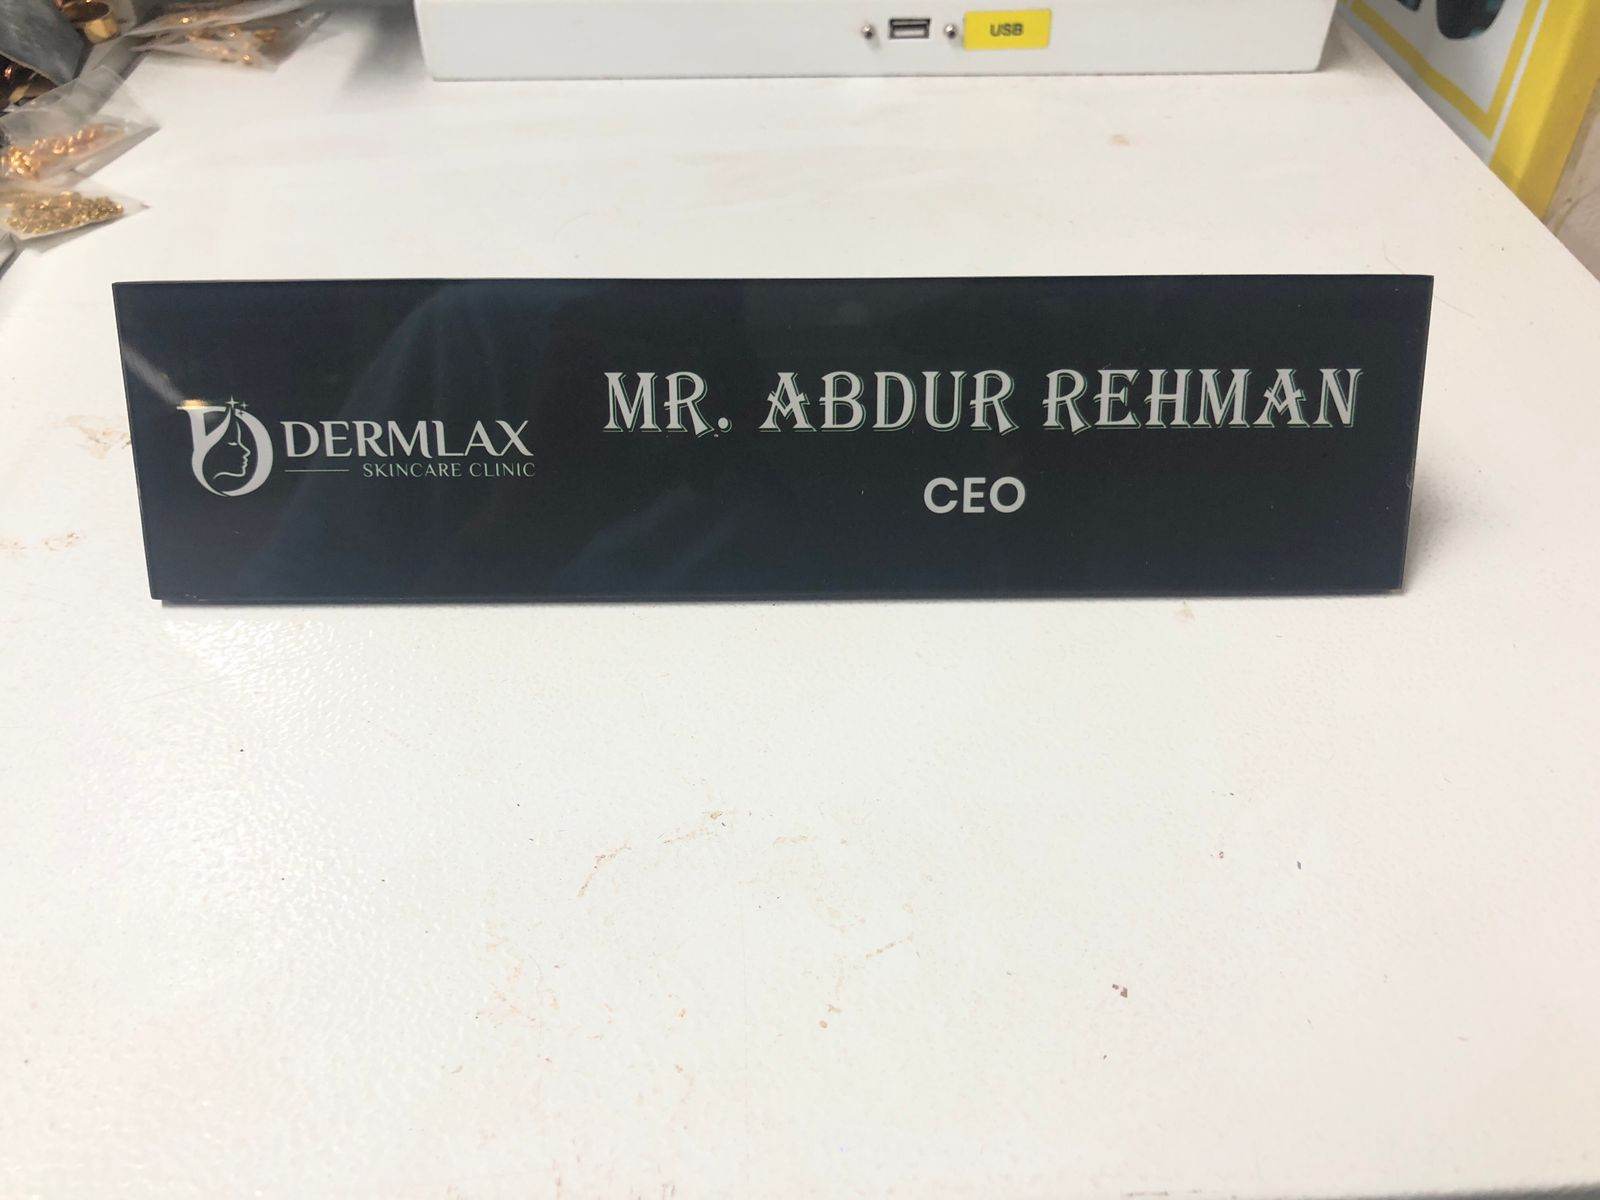 USB
DERMLAX
SKINCARE CLINIC
MR. ABDUR REHMAN
CEO